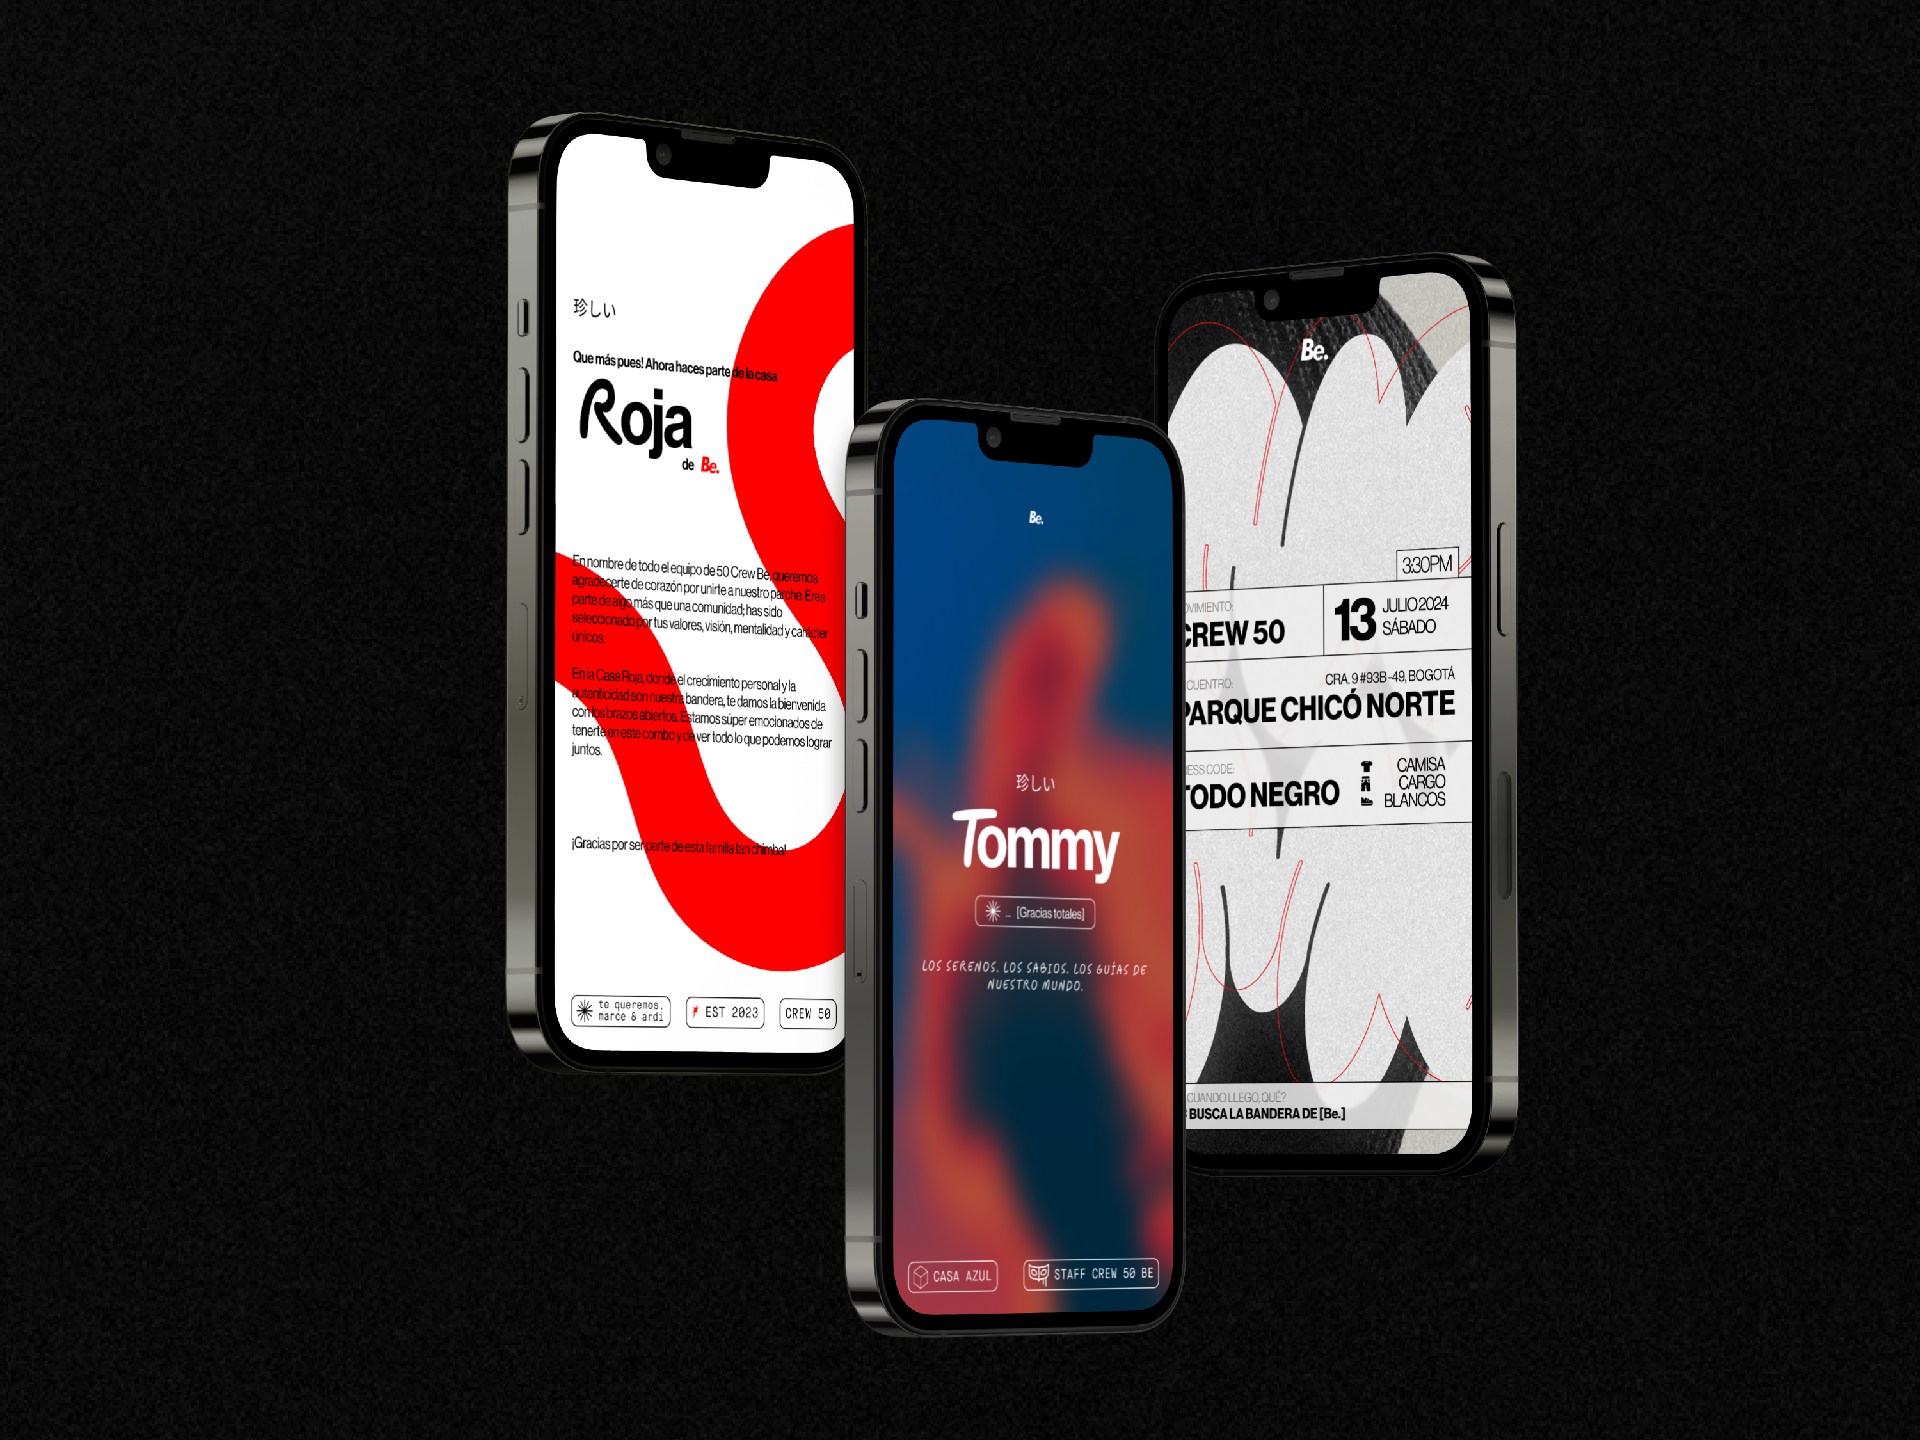 珍しい
Que más pues! Ahora haces parte de la casa
Roja
de Be.
En nombre de todo el equipo de 50 Crew Be, queremos
agradecerte de corazón por unirte a nuestro parche. Eres
parte de algo más que una comunidad; has sido
seleccionado por tus valores, visión, mentalidad y carácter
únicos.
En la Casa Roja, donde el crecimiento personal y la
autenticidad son nuestra bandera, te damos la bienvenida
con los brazos abiertos. Estamos súper emocionados de
tenerte en este combo y de ver todo lo que podemos lograr
juntos.
¡Gracias por ser parte de esta familia tan chimba!
te queremos,
marce & ardi
EST 2023
CREW 50
Be.
珍しい
Tommy
... [Gracias totales]
LOS SERENOS. LOS SABIOS. LOS GUÍAS DE
NUESTRO MUNDO.
CASA AZUL
STAFF CREW 50 BE
Be.
3:30PM
OVIMIENTO:
CREW 50
13
JULIO 2024
SÁBADO
CUENTRO:
CRA. 9 #93B-49, BOGOTÁ
PARQUE CHICÓ NORTE
ESS CODE:
TODO NEGRO
CAMISA
CARGO
BLANCOS
CUANDO LLEGO, QUÉ?
BUSCA LA BANDERA DE [Be.]